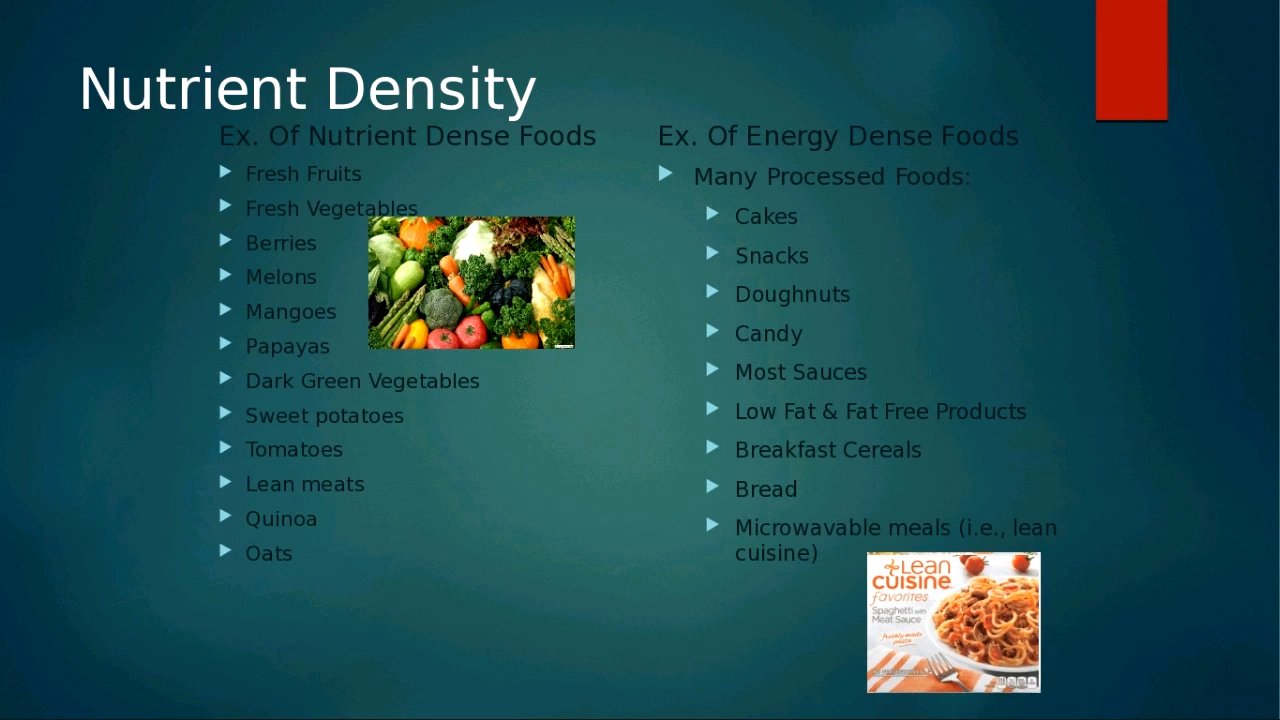 Nutrient Density
Ex. Of Nutrient Dense Foods
Fresh Fruits
Fresh Vegetables
Berries
Melons
Mangoes
Papayas
Dark Green Vegetables
Sweet potatoes
Tomatoes
Lean meats
Quinoa
Oats
Ex. Of Energy Dense Foods
Many Processed Foods:
Cakes
Snacks
Doughnuts
Candy
Most Sauces
Low Fat & Fat Free Products
Breakfast Cereals
Bread
Microwavable meals (i.e., lean
cuisine)
LEAN
CUISINE
favorites
Spaghetti with
Meat Sauce
freshly made
pasta